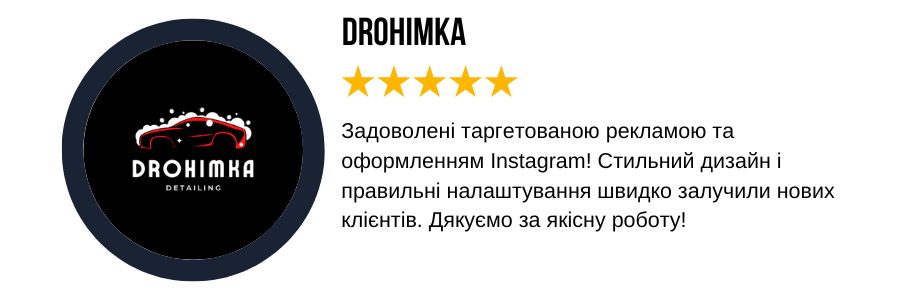 DROHIMKA
Задоволені таргетованою рекламою та
оформленням Instagram! Стильний дизайн і
правильні налаштування швидко залучили нових
клієнтів. Дякуємо за якісну роботу!
DROHIMKA
DETAILING